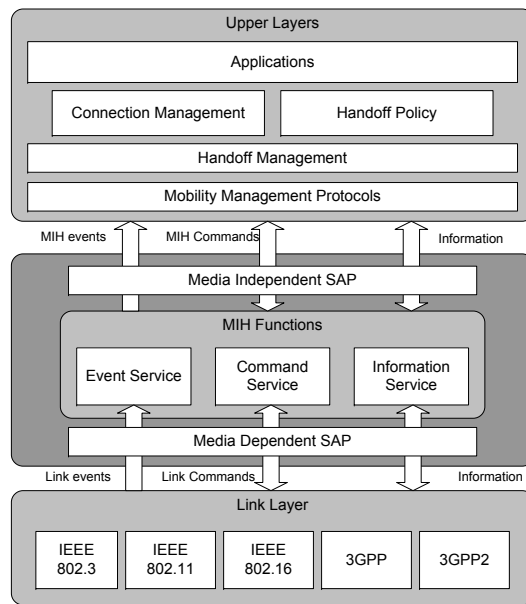 Upper Layers
Applications
Connection Management
Handoff Policy
Handoff Management
Mobility Management Protocols
MIH events
MIH Commands
Information
Media Independent SAP
MIH Functions
Event Service
Command
Service
Information
Service
Media Dependent SAP
Link events
Link Commands
Information
Link Layer
IEEE
802.3
IEEE
802.11
IEEE
802.16
3GPP
3GPP2